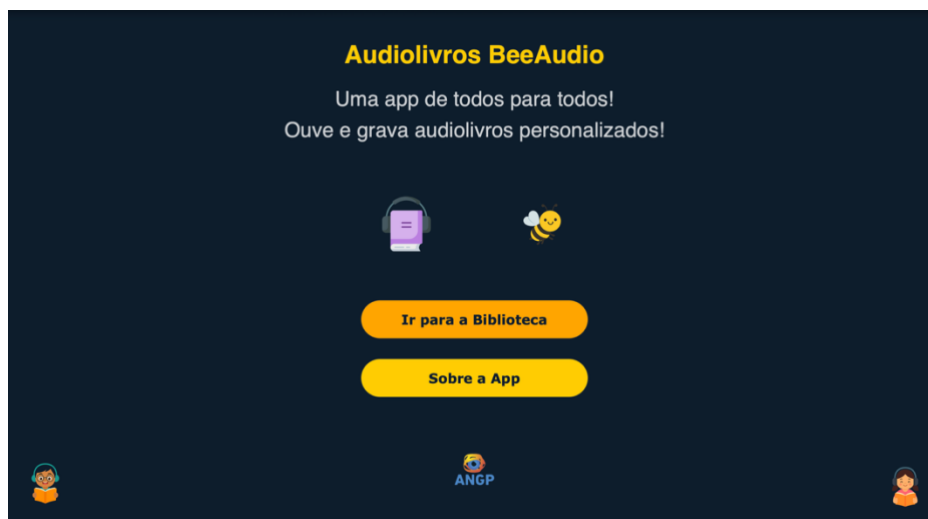 Audiolivros BeeAudio
Uma app de todos para todos!
Ouve e grava audiolivros personalizados!
Ir para a Biblioteca
Sobre a App
ANGP